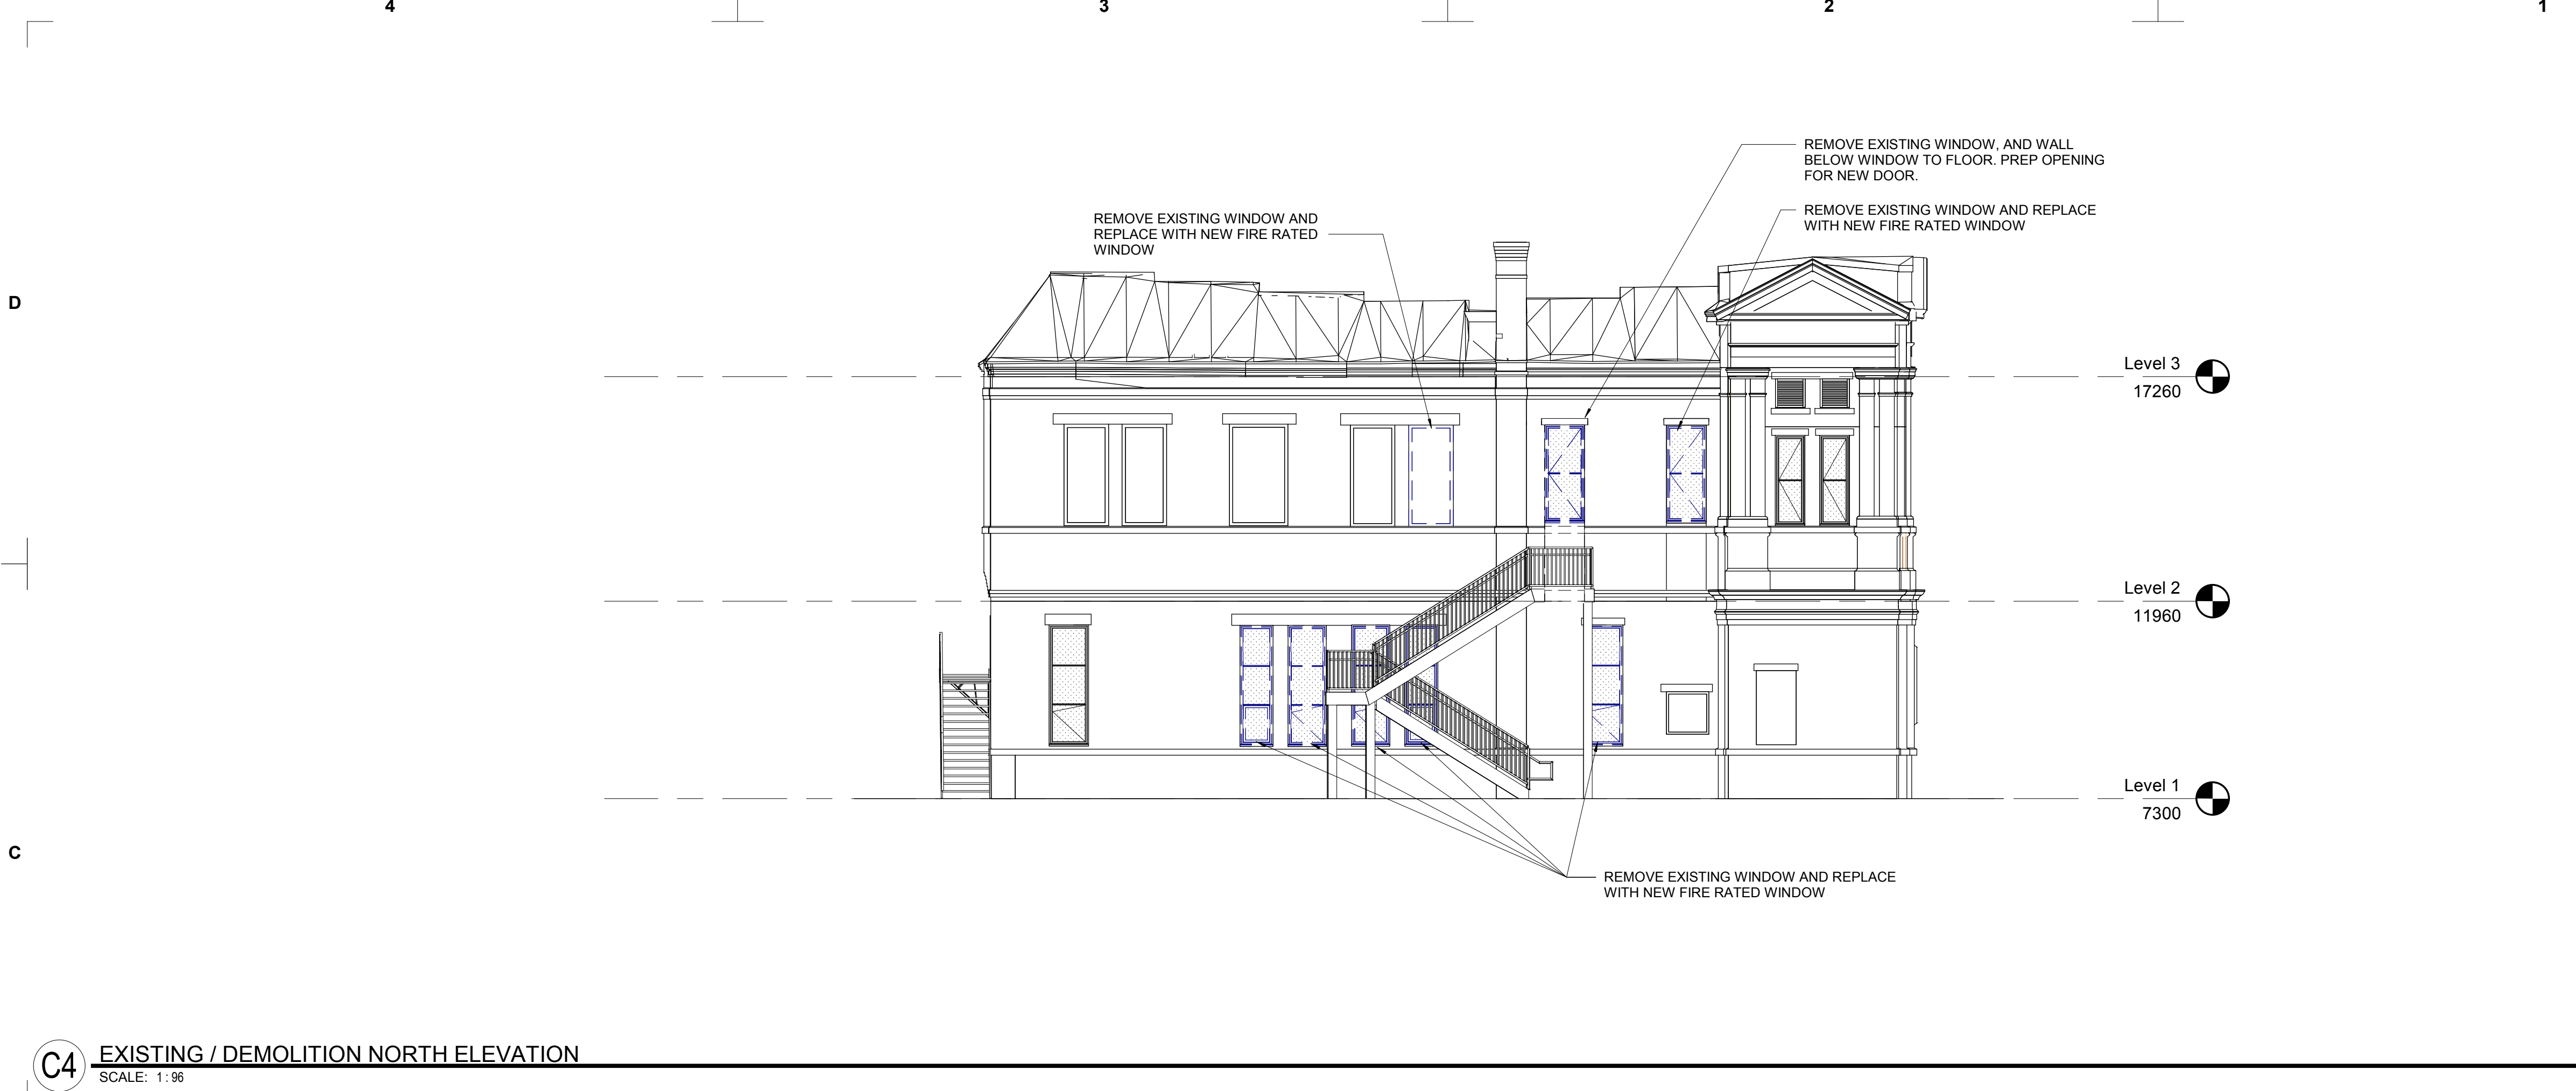 4 3 2 1
REMOVE EXISTING WINDOW, AND WALL
BELOW WINDOW TO FLOOR. PREP OPENING
FOR NEW DOOR.
REMOVE EXISTING WINDOW AND REPLACE
WITH NEW FIRE RATED WINDOW
REMOVE EXISTING WINDOW AND
REPLACE WITH NEW FIRE RATED
WINDOW
D
Level 3
17260
Level 2
11960
Level 1
7300
C
REMOVE EXISTING WINDOW AND REPLACE
WITH NEW FIRE RATED WINDOW
C4
EXISTING / DEMOLITION NORTH ELEVATION
SCALE: 1 : 96